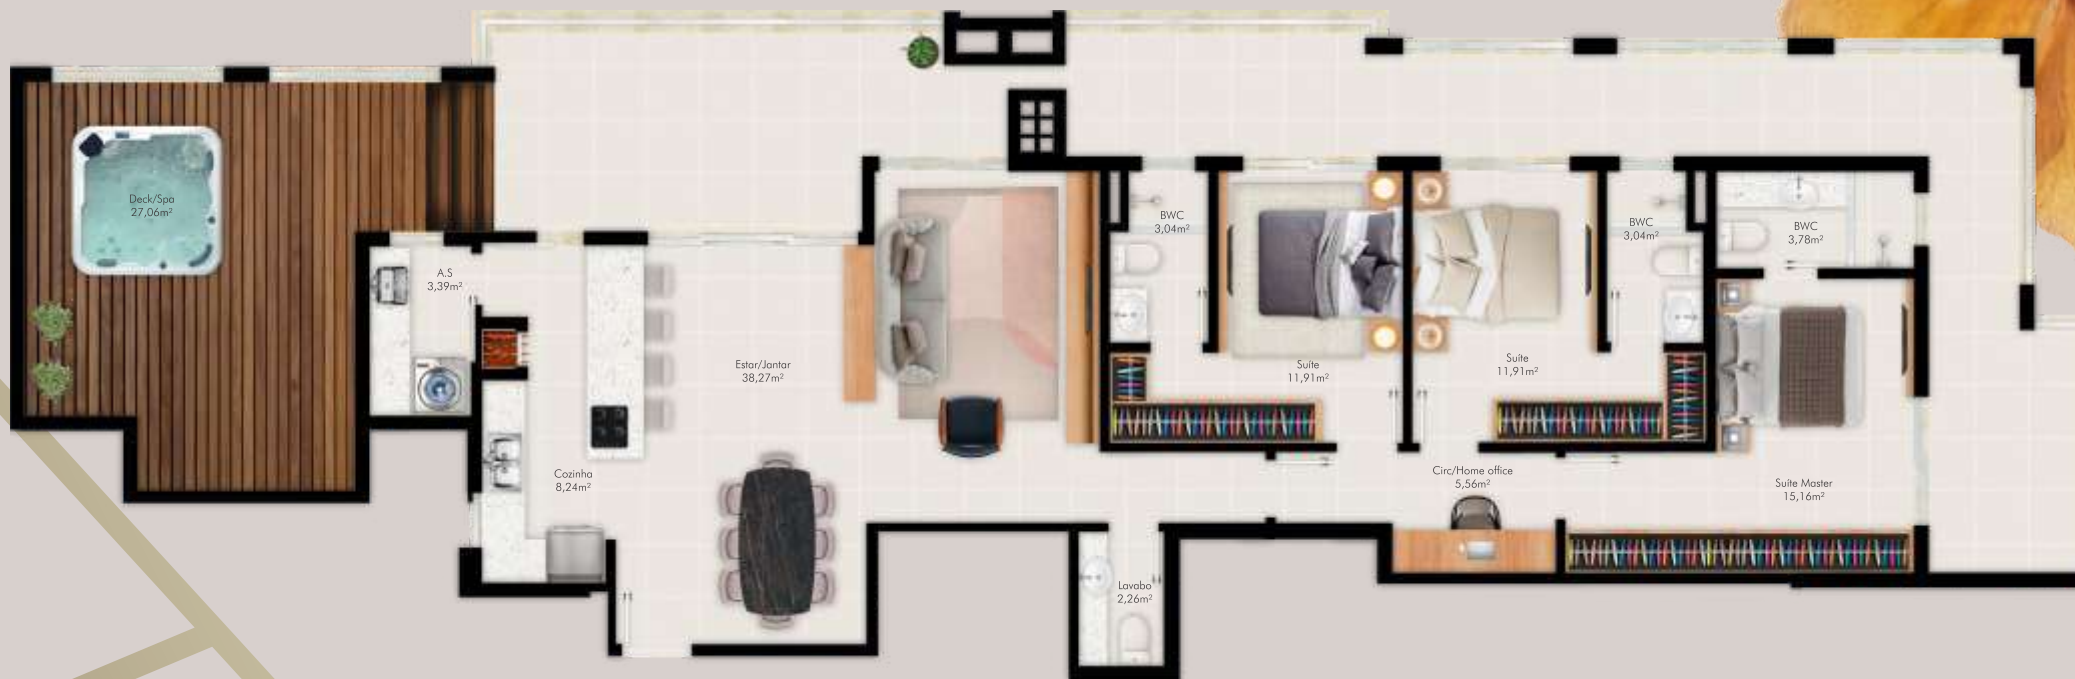 Deck/Spa
27,06m²
A.S
3,39m²
Cozinha
8,24m²
Estar/Jantar
38,27m²
Lavabo
2,26m²
BWC
3,04m²
Suíte
11,91m²
Circ/Home office
5,56m²
Suíte
11,91m²
BWC
3,04m²
BWC
3,78m²
Suíte Master
15,16m²